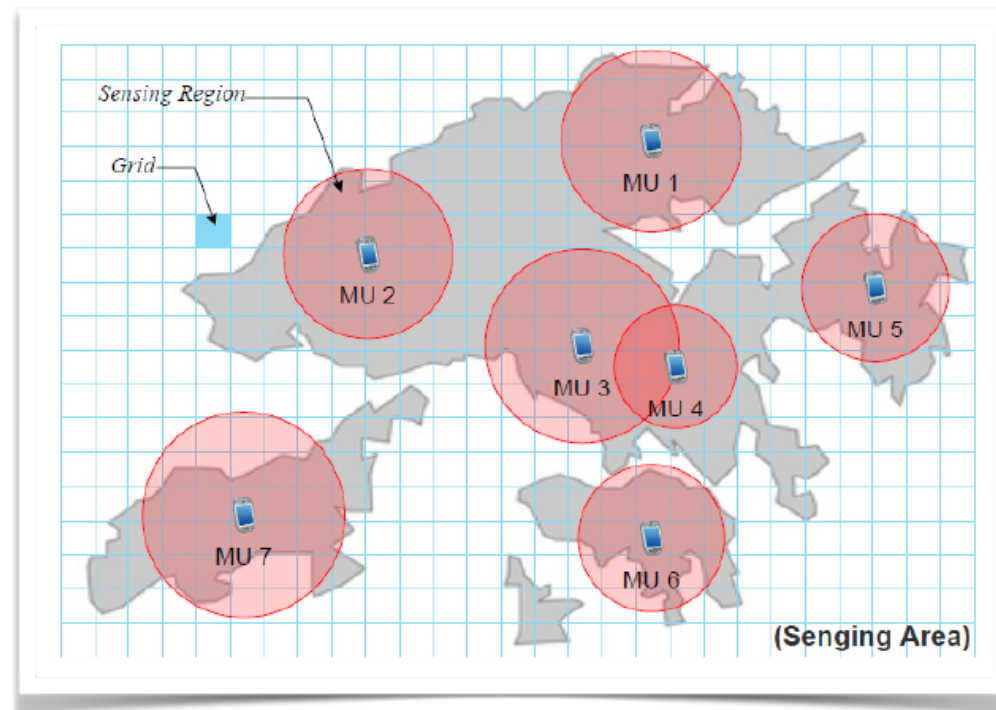 Sensing Region
Grid
MU 1
MU 2
MU 5
MU 3
MU 4
MU 7
MU 6
(Senging Area)